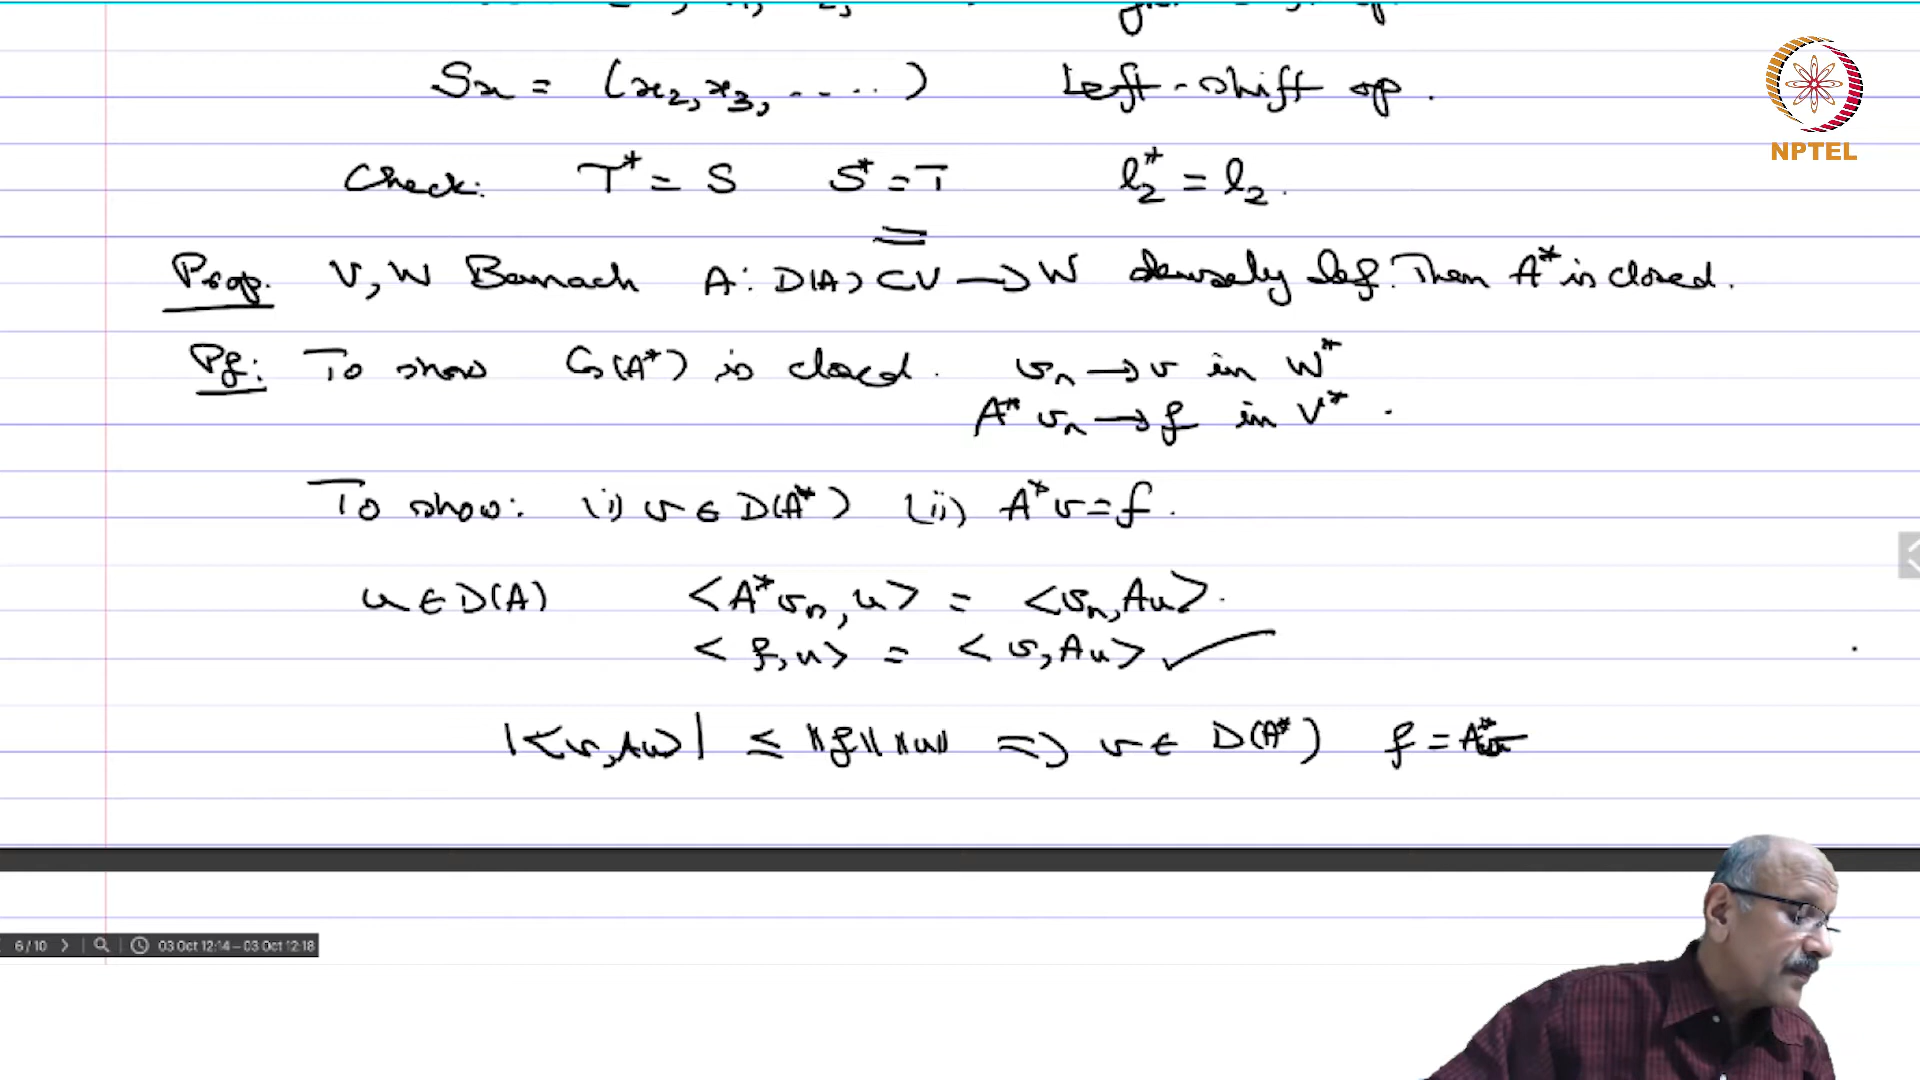 Sx = (x2, x3, .....) Left-shift op.
NPTEL
Check: T* = S S* = T l2* = l2.
Prop. V, W Banach A: D(A) ⊂ V → W densely def. Then A* is closed.
Pf: To show G(A*) is closed. vn → v in W*
A* vn → f in V*.
To show: (i) v ∈ D(A*) (ii) A*v = f.
u ∈ D(A) <A*vn, u> = <vn, Au>.
<f, u> = <v, Au> ✓
|<v, Au>| ≤ ||f|| ||u|| => v ∈ D(A*) f = A*v
6 / 10 03 Oct 12:14 – 03 Oct 12:18